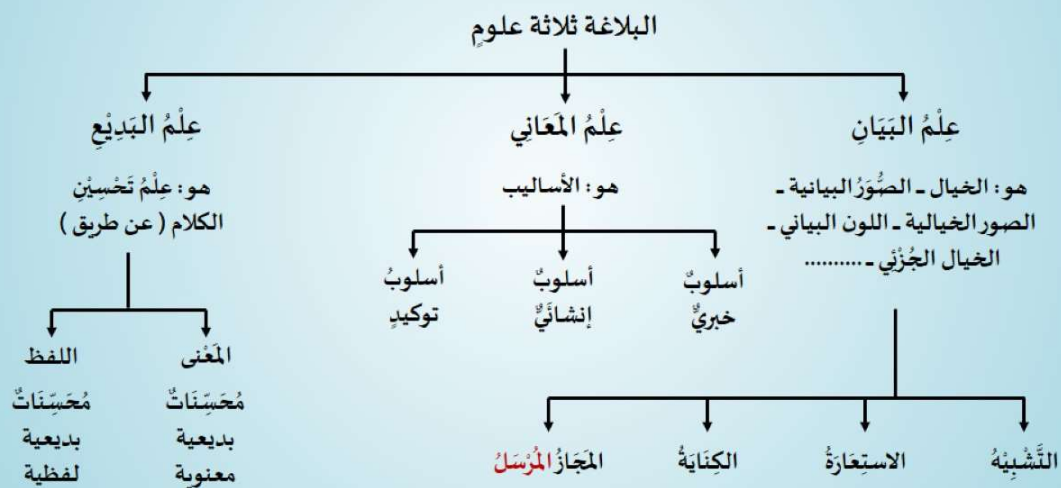 البلاغة ثلاثة علومٍ
عِلْمُ البَيَانِ
هو: الخيال ـ الصُّوَرُ البيانية ـ
الصور الخيالية ـ اللون البياني ـ
الخيال الجُزْئِي ـ ..........
التَّشْبِيْهُ
الاستِعَارَةُ
الكِنَايَةُ
المَجَازُ المُرْسَلُ
عِلْمُ المَعَانِي
هو: الأساليب
أسلوبٌ
خبريٌّ
أسلوبٌ
إنشائَيٌّ
أسلوبُ
توكيدٍ
عِلْمُ البَدِيْعِ
هو: عِلْمُ تَحْسِيْنِ
الكلام ( عن طريق )
المَعْنى
مُحَسِّنَاتٌ
بديعية
معنوية
اللفظ
مُحَسِّنَاتٌ
بديعية
لفظية